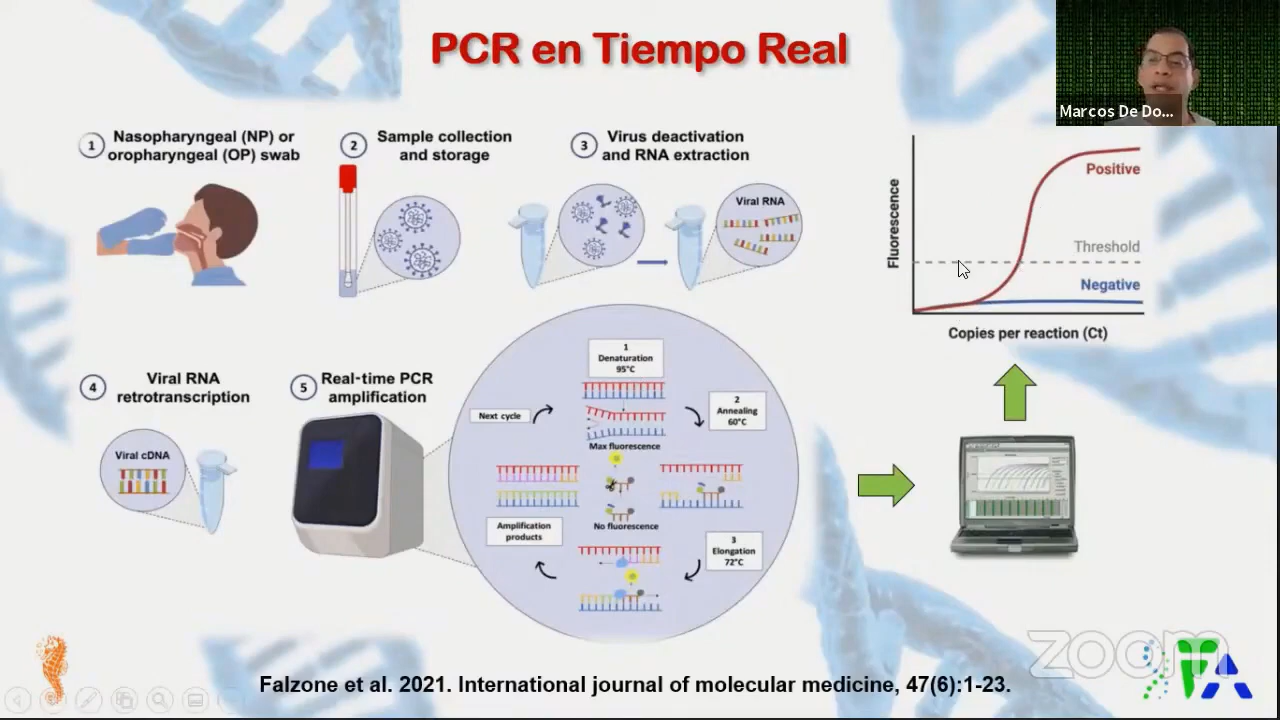 PCR en Tiempo Real
Marcos De Do...
1
Nasopharyngeal (NP) or
oropharyngeal (OP) swab
2
Sample collection
and storage
3
Virus deactivation
and RNA extraction
Viral RNA
Fluorescence
Positive
Threshold
Negative
Copies per reaction (Ct)
4
Viral RNA
retrotranscription
Viral cDNA
5
Real-time PCR
amplification
1
Denaturation
95°C
Next cycle
2
Annealing
60°C
Max fluorescence
No fluorescence
Amplification
products
3
Elongation
72°C
zoom
Falzone et al. 2021. International journal of molecular medicine, 47(6):1-23.